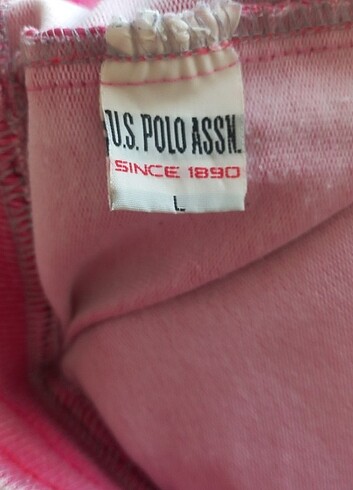 U.S. POLO ASSN.
SINCE 1890
L